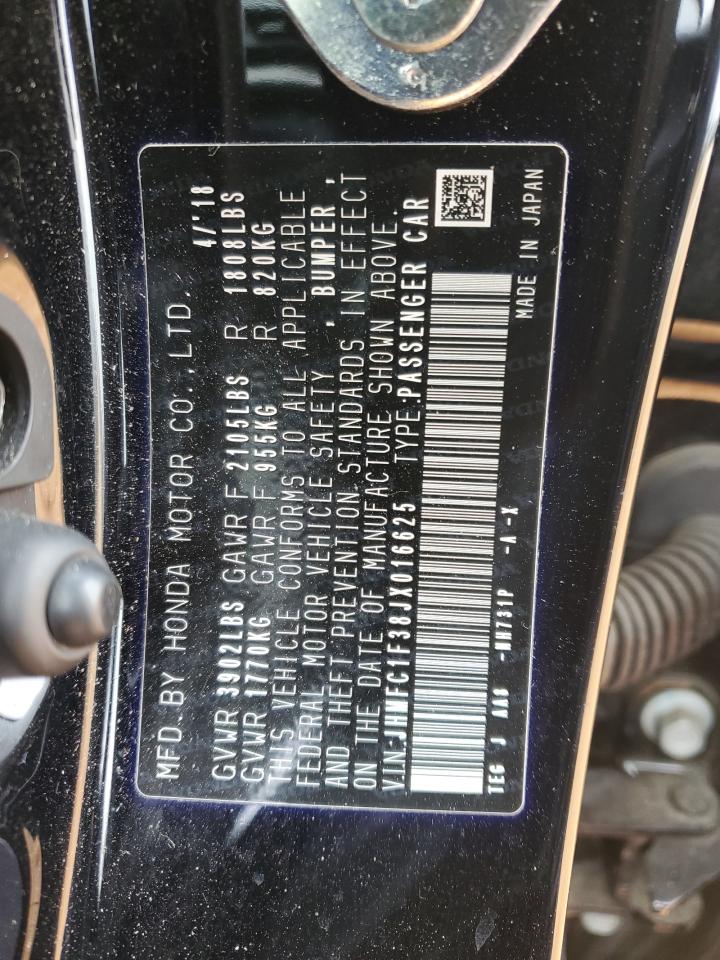 MFD. BY HONDA MOTOR CO.,LTD. 4/'18
GVWR 3902LBS GAWR F 2105LBS R 1808LBS
GVWR 1770KG GAWR F 955KG R 820KG
THIS VEHICLE CONFORMS TO ALL APPLICABLE
FEDERAL MOTOR VEHICLE SAFETY , BUMPER ,
AND THEFT PREVENTION STANDARDS IN EFFECT
ON THE DATE OF MANUFACTURE SHOWN ABOVE.
VIN:JHMFC1F38JX016625 TYPE:PASSENGER CAR
TEG J AA8 -NH731P -A-X MADE IN JAPAN